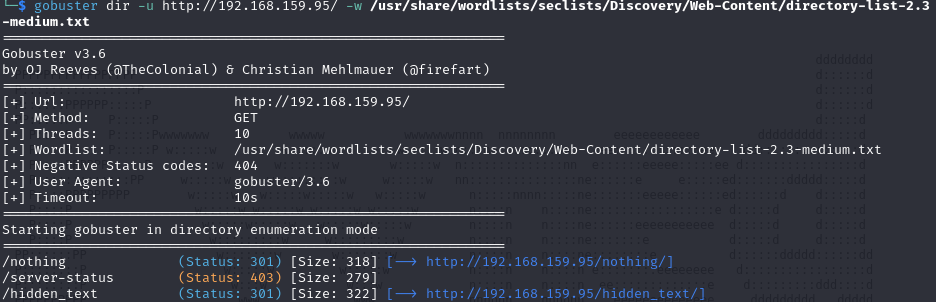 └─$ gobuster dir -u http://192.168.159.95/ -w /usr/share/wordlists/seclists/Discovery/Web-Content/directory-list-2.3
-medium.txt
===============================================================
Gobuster v3.6
by OJ Reeves (@TheColonial) & Christian Mehlmauer (@firefart)
===============================================================
[+] Url:                     http://192.168.159.95/
[+] Method:                  GET
[+] Threads:                 10
[+] Wordlist:                /usr/share/wordlists/seclists/Discovery/Web-Content/directory-list-2.3-medium.txt
[+] Negative Status codes:   404
[+] User Agent:              gobuster/3.6
[+] Timeout:                 10s
===============================================================
Starting gobuster in directory enumeration mode
===============================================================
/nothing              (Status: 301) [Size: 318] [--> http://192.168.159.95/nothing/]
/server-status        (Status: 403) [Size: 279]
/hidden_text          (Status: 301) [Size: 322] [--> http://192.168.159.95/hidden_text/]